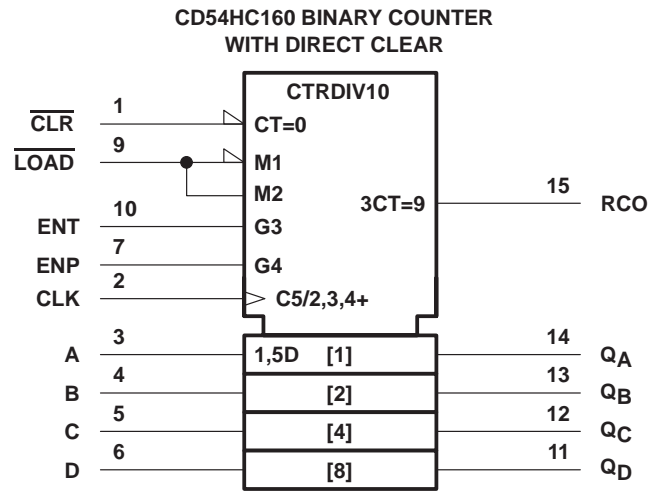 CD54HC160 BINARY COUNTER
WITH DIRECT CLEAR
CTRDIV10
CLR 1 CT=0
LOAD 9 M1
M2
3CT=9 15 RCO
ENT 10 G3
ENP 7 G4
CLK 2 C5/2,3,4+
A 3 1,5D [1] 14 QA
B 4 [2] 13 QB
C 5 [4] 12 QC
D 6 [8] 11 QD